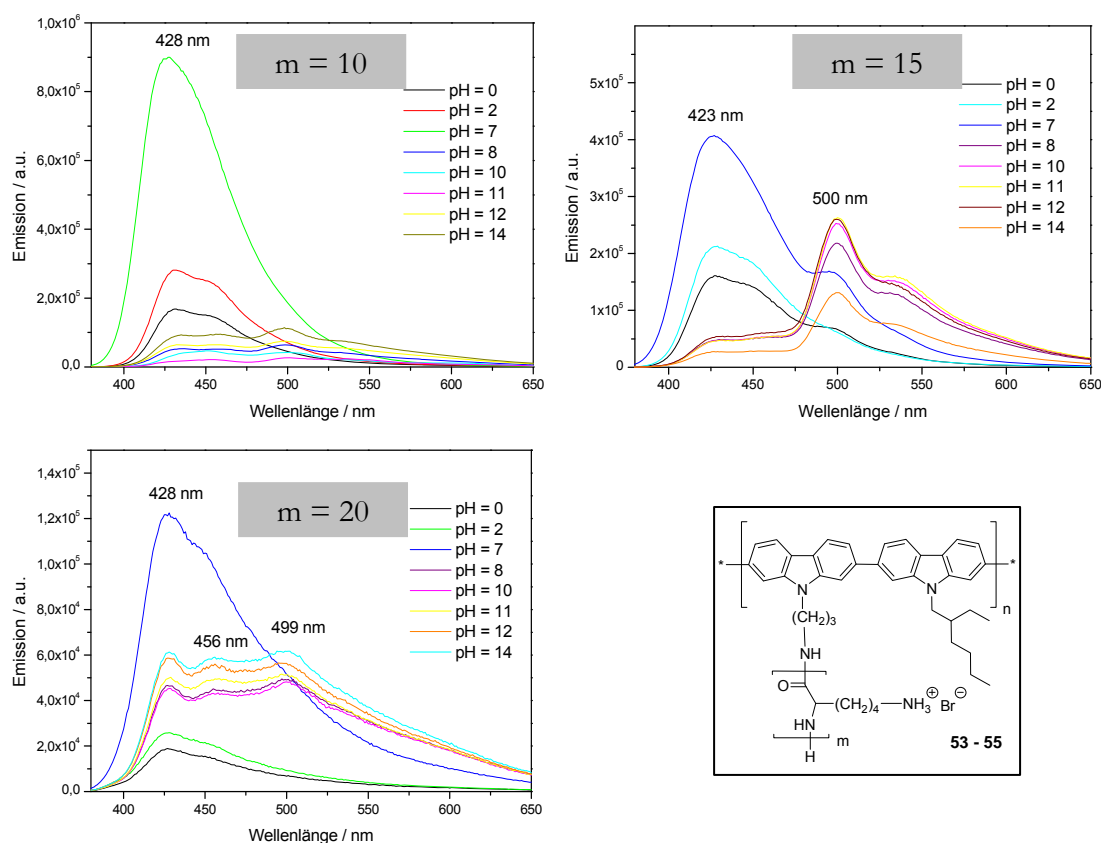 1,0x10⁶
8,0x10⁵
6,0x10⁵
4,0x10⁵
2,0x10⁵
0,0
Emission / a.u.
428 nm
m = 10
pH = 0
pH = 2
pH = 7
pH = 8
pH = 10
pH = 11
pH = 12
pH = 14
400 450 500 550 600 650
Wellenlänge / nm
5x10⁵
4x10⁵
3x10⁵
2x10⁵
1x10⁵
0
Emission / a.u.
423 nm
500 nm
m = 15
pH = 0
pH = 2
pH = 7
pH = 8
pH = 10
pH = 11
pH = 12
pH = 14
400 450 500 550 600 650
Wellenlänge / nm
1,4x10⁵
1,2x10⁵
1,0x10⁵
8,0x10⁴
6,0x10⁴
4,0x10⁴
2,0x10⁴
0,0
Emission / a.u.
428 nm
456 nm
499 nm
m = 20
pH = 0
pH = 2
pH = 7
pH = 8
pH = 10
pH = 11
pH = 12
pH = 14
400 450 500 550 600 650
Wellenlänge / nm
* *
N N n
(CH₂)₃
NH
O
(CH₂)₄ NH₃⁺ Br⁻
N
H
m
H
53 - 55